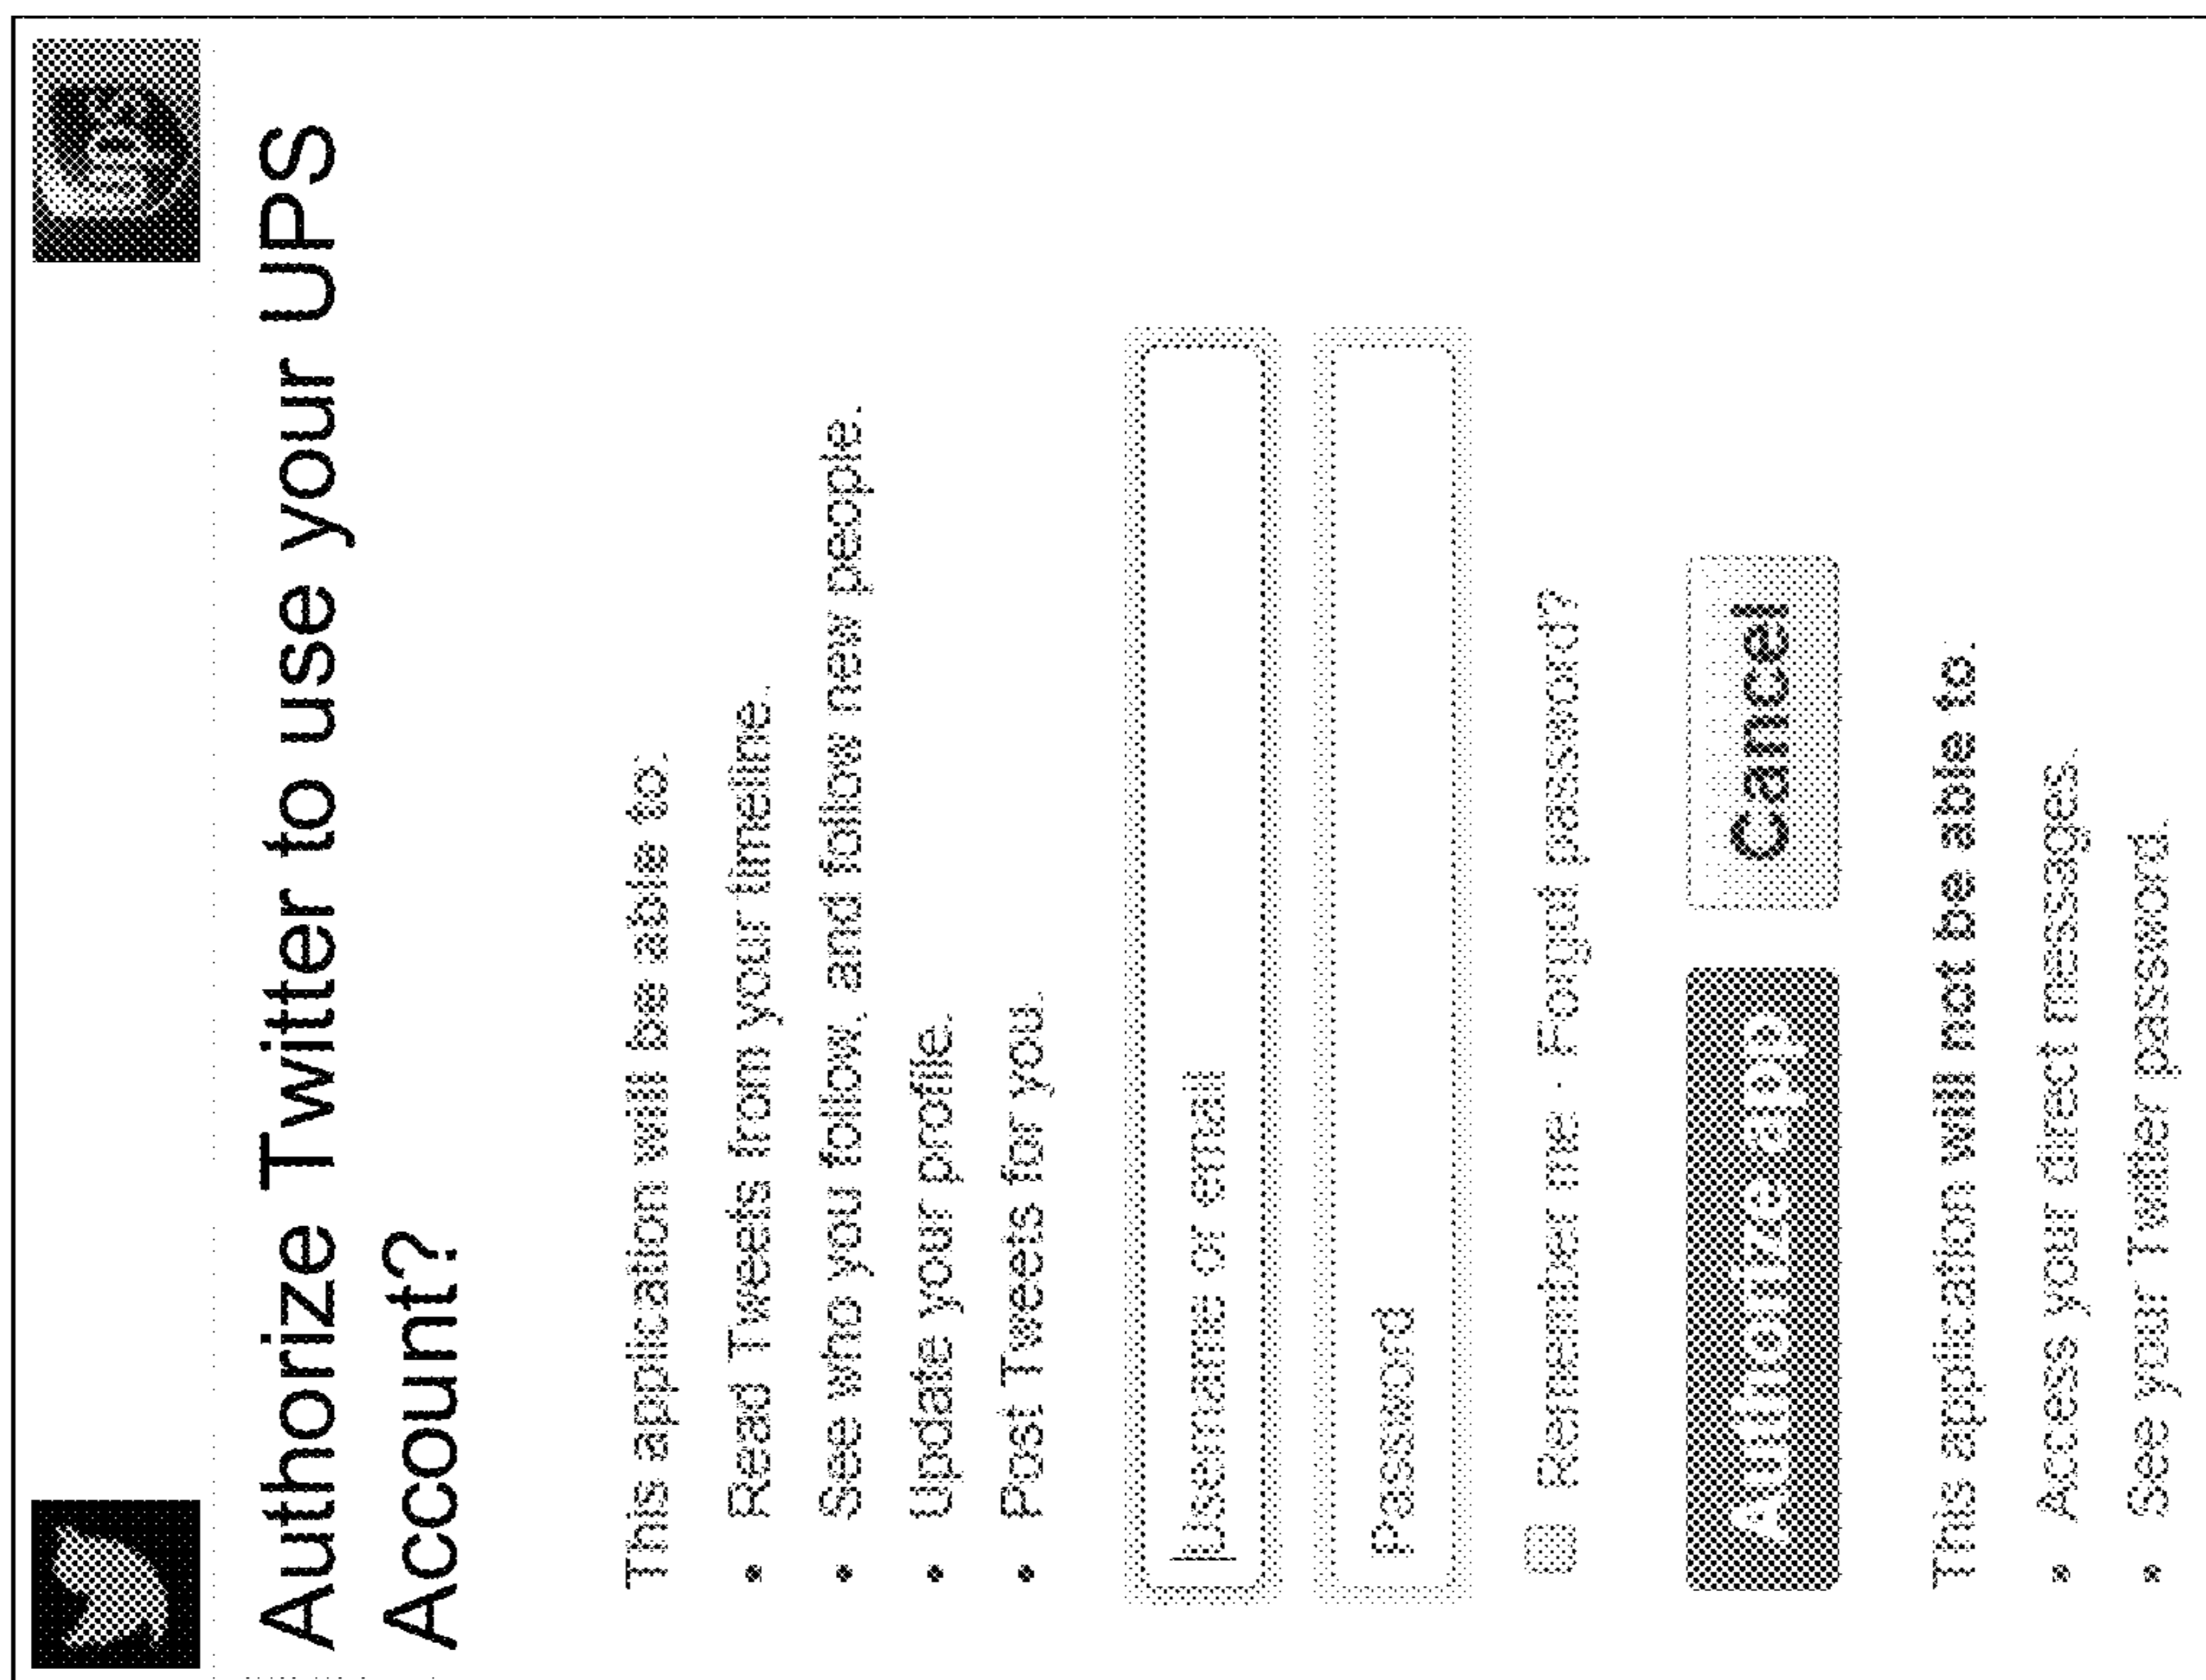 ups
Authorize Twitter to use your UPS
Account?
This application will be able to:
• Read Tweets from your timeline.
• See who you follow, and follow new people.
• Update your profile.
• Post Tweets for you.
Username or email
Password
Remember me · Forgot password?
Authorize app
Cancel
This application will not be able to:
• Access your direct messages.
• See your Twitter password.